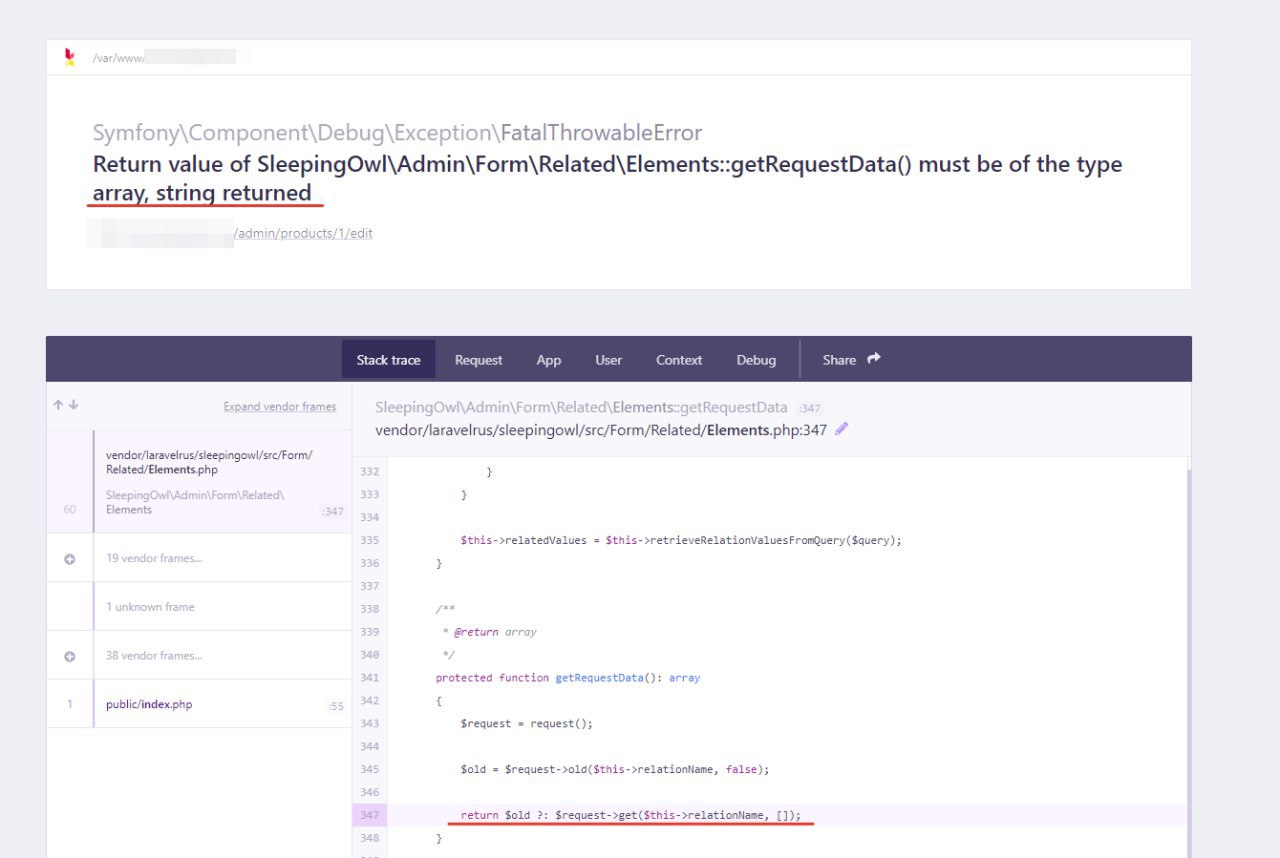 /var/www/
Symfony\Component\Debug\Exception\FatalThrowableError
Return value of SleepingOwl\Admin\Form\Related\Elements::getRequestData() must be of the type
array, string returned
/admin/products/1/edit
Stack trace Request App User Context Debug Share
Expand vendor frames
SleepingOwl\Admin\Form\Related\Elements::getRequestData :347
vendor/laravelrus/sleepingowl/src/Form/Related/Elements.php:347
vendor/laravelrus/sleepingowl/src/Form/
Related/Elements.php
SleepingOwl\Admin\Form\Related\
60 Elements :347
19 vendor frames...
1 unknown frame
38 vendor frames...
1 public/index.php :55
332 }
333 }
334
335 $this->relatedValues = $this->retrieveRelationValuesFromQuery($query);
336 }
337
338 /**
339 * @return array
340 */
341 protected function getRequestData(): array
342 {
343 $request = request();
344
345 $old = $request->old($this->relationName, false);
346
347 return $old ?: $request->get($this->relationName, []);
348 }